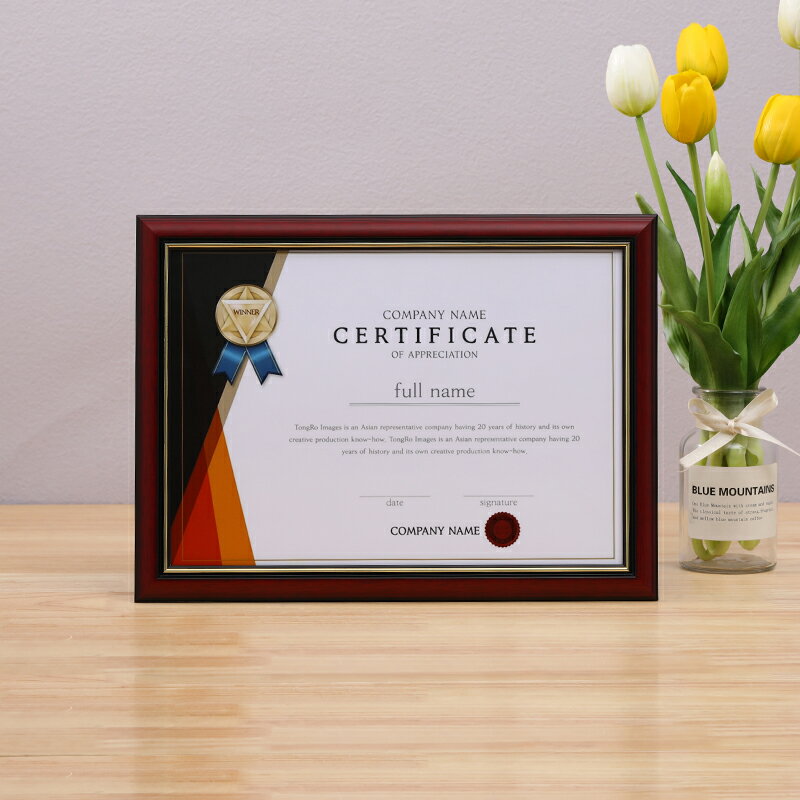 WINNER
COMPANY NAME
CERTIFICATE
OF APPRECIATION
full name
TongRo Images is an Asian representative company having 20 years of history and its own
creative production know-how. TongRo Images is an Asian representative company having 20
years of history and its own creative production know-how.
date signature
COMPANY NAME
BLUE MOUNTAINS